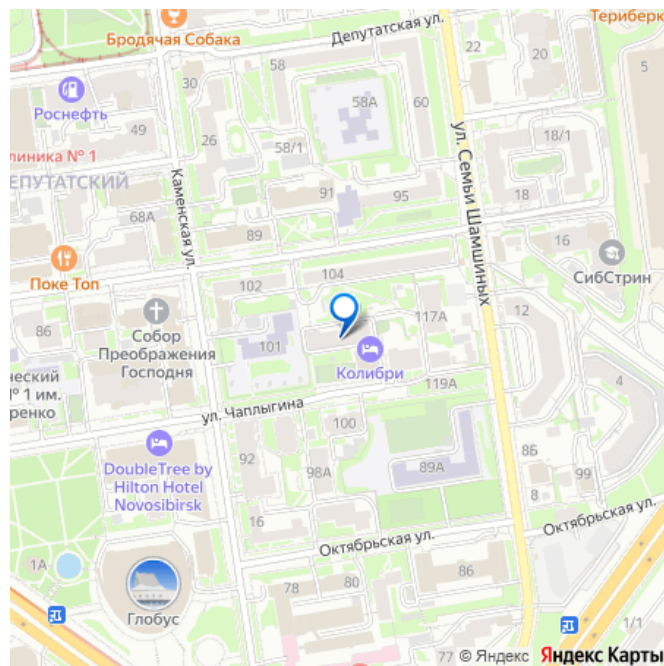 Териберк
Бродячая Собака
Депутатская ул.
22
20
5
58
Роснефть
30
58А
60
49
26
18/1
58/1
линика № 1
ЕПУТАТСКИЙ
Каменская ул.
ул. Семьи Шамшиных
91
95
18
68А
89
16
Поке Топ
СибСтрин
104
102
117А
12
86
Собор
Преображения
Господня
101
Колибри
ческий
№ 1 им.
ренко
119А
4
ул. Чаплыгина
100
92
8Б
DoubleTree by
Hilton Hotel
Novosibirsk
98А
89А
99
8
16
Октябрьская ул.
Октябрьская ул.
1А
78
80
86
Глобус
1/1
77
© Яндекс Яндекс Карты